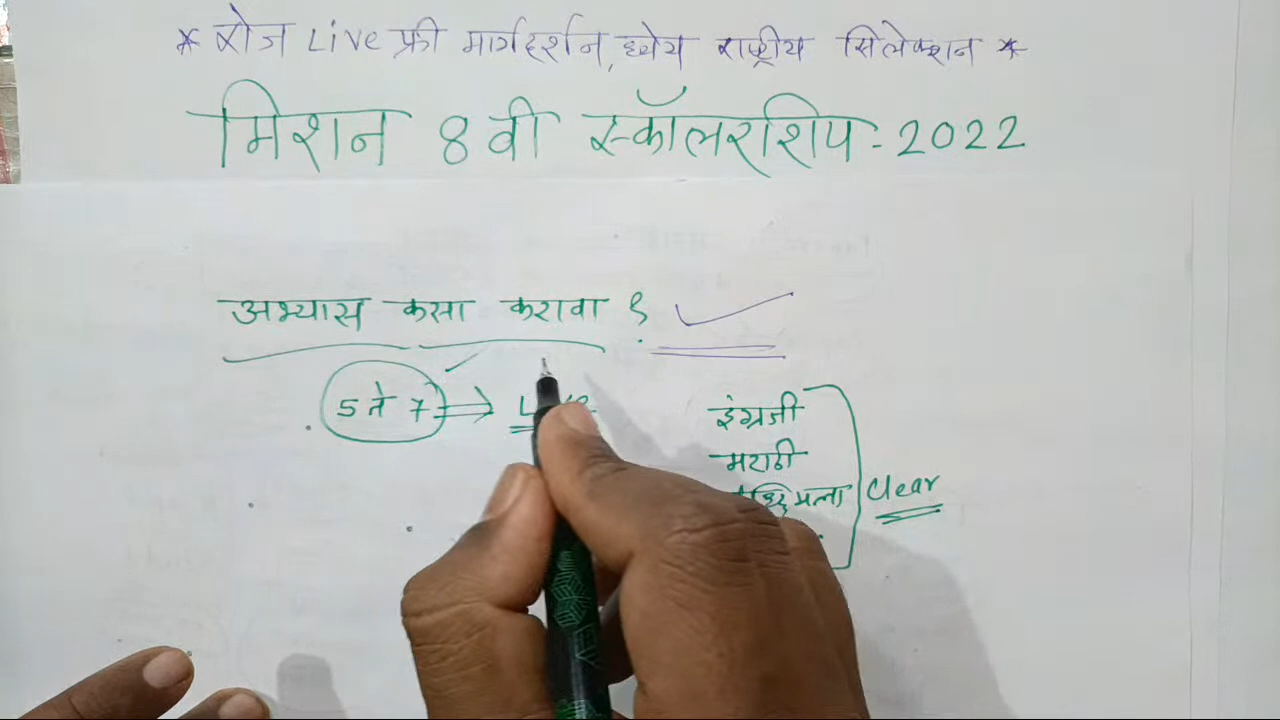 * रोज Live फ्री मार्गदर्शन, ध्येय राष्ट्रीय सिलेक्शन *
मिशन 8 वी स्कॉलरशिप - 2022
अभ्यास कसा करावा ?
5 ते 7 ⇒
इंग्रजी
मराठी
Clear